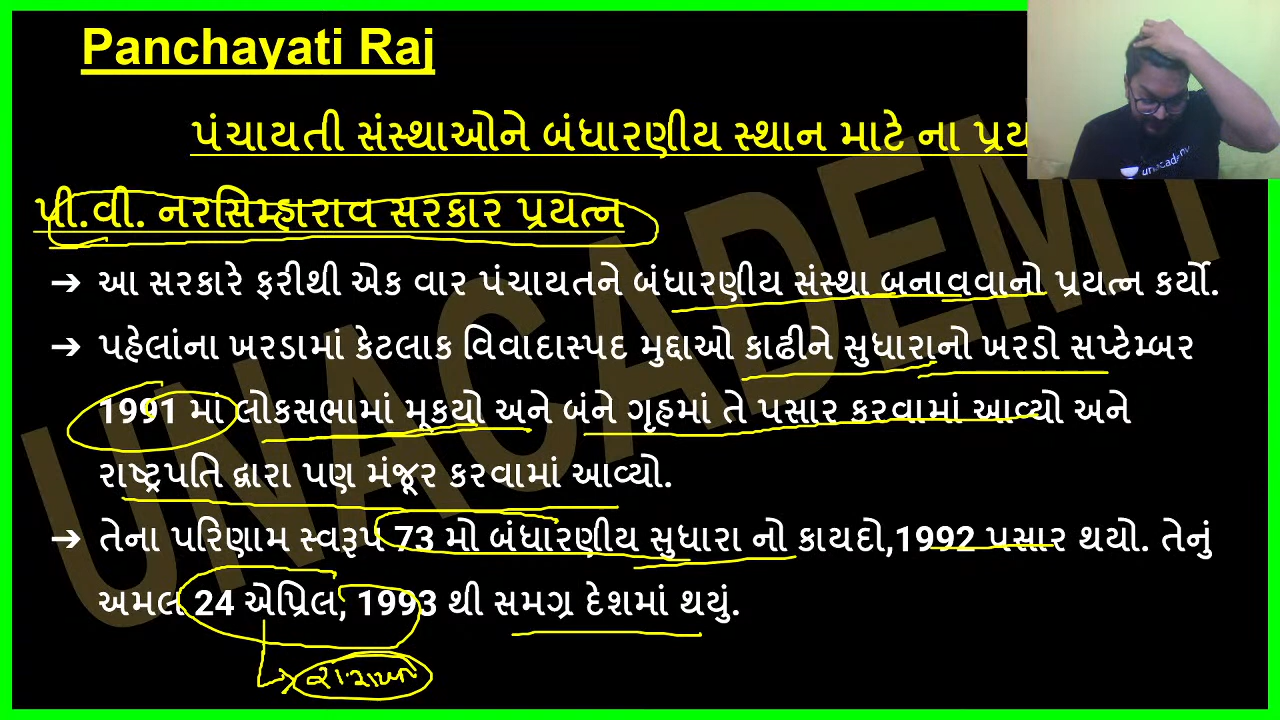 Panchayati Raj
પંચાયતી સંસ્થાઓને બંધારણીય સ્થાન માટે ના
પી.વી. નરસિમ્હારાવ સરકાર પ્રયત્ન
➔ આ સરકારે ફરીથી એક વાર પંચાયતને બંધારણીય સંસ્થા બનાવવાનો પ્રયત્ન કર્યો.
➔ પહેલાંના ખરડામાં કેટલાક વિવાદાસ્પદ મુદ્દાઓ કાઢીને સુધારાનો ખરડો સપ્ટેમ્બર
1991 માં લોકસભામાં મૂકયો અને બંને ગૃહમાં તે પસાર કરવામાં આવ્યો અને
રાષ્ટ્રપતિ દ્વારા પણ મંજૂર કરવામાં આવ્યો.
➔ તેના પરિણામ સ્વરૂપ 73 મો બંધારણીય સુધારા નો કાયદો,1992 પસાર થયો. તેનું
અમલ 24 એપ્રિલ, 1993 થી સમગ્ર દેશમાં થયું.
unacademy
UNACADEMY